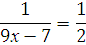 1/(9x − 7) = 1/2